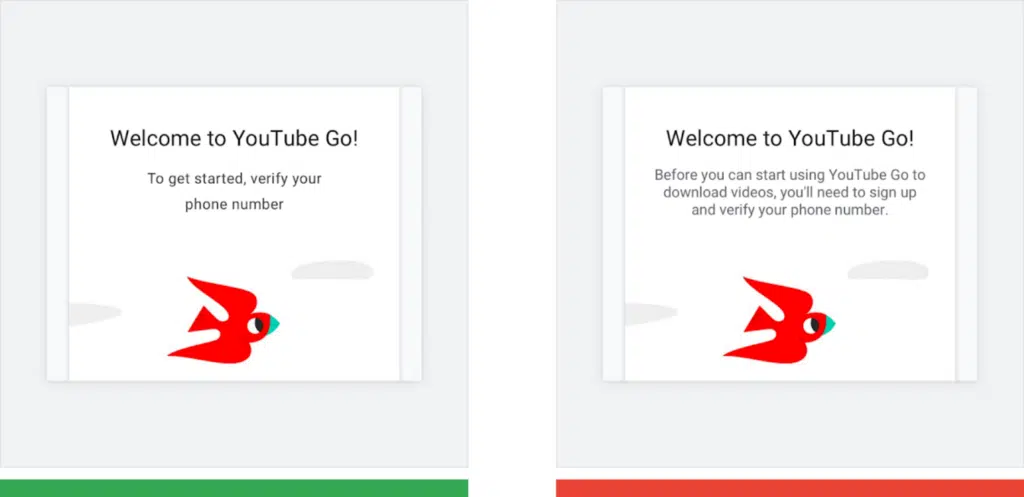 Welcome to YouTube Go!
To get started, verify your
phone number
Welcome to YouTube Go!
Before you can start using YouTube Go to
download videos, you'll need to sign up
and verify your phone number.